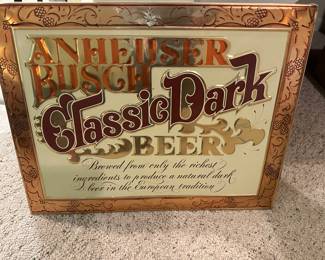 ANHEUSER
BUSCH
Classic Dark
BEER
Brewed from only the richest
ingredients to produce a natural dark
beer in the European tradition